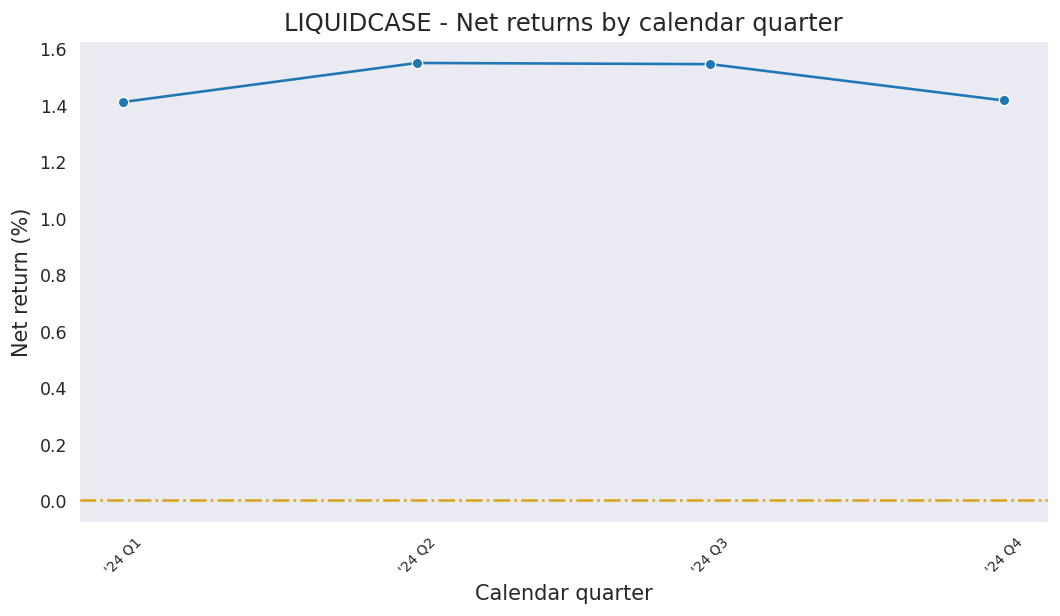 LIQUIDCASE - Net returns by calendar quarter
Net return (%)
1.6
1.4
1.2
1.0
0.8
0.6
0.4
0.2
0.0
'24 Q1
'24 Q2
'24 Q3
'24 Q4
Calendar quarter